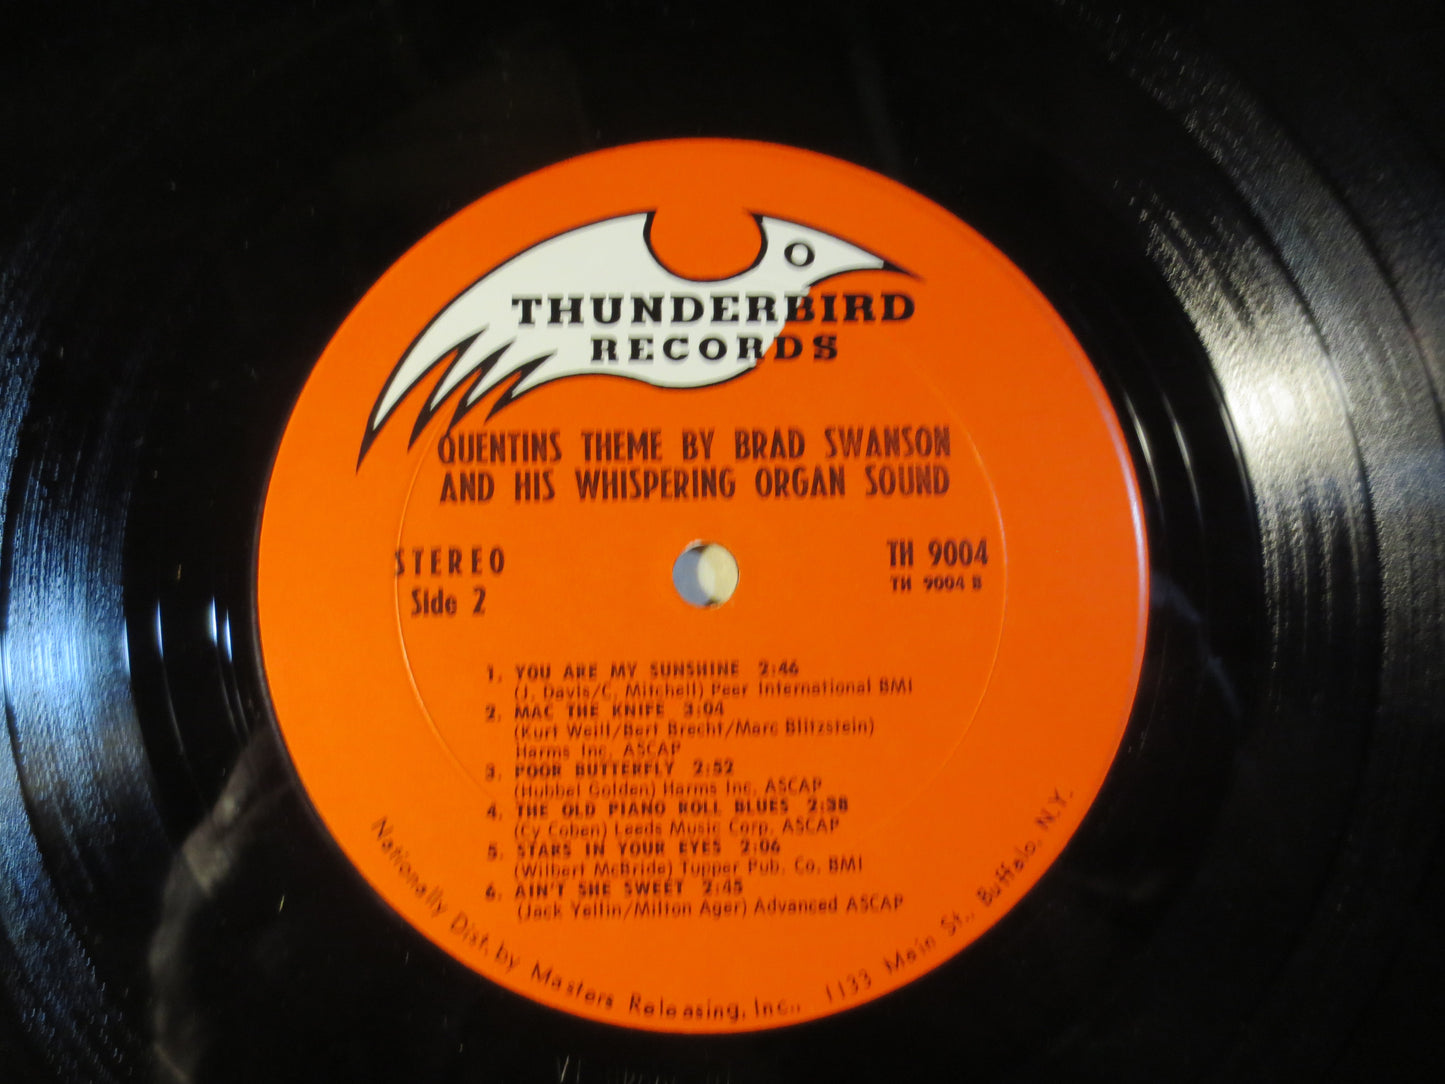 THUNDERBIRD
RECORDS
QUENTINS THEME BY BRAD SWANSON
AND HIS WHISPERING ORGAN SOUND
STEREO
Side 2
TH 9004
TH 9004 B
1. YOU ARE MY SUNSHINE 2:46
(J. Davis/C. Mitchell) Peer International BMI
2. MAC THE KNIFE 3:04
(Kurt Weill/Bert Brecht/Marc Blitzstein)
Harms Inc. ASCAP
3. POOR BUTTERFLY 2:52
(Hubbel Golden) Harms Inc. ASCAP
4. THE OLD PIANO ROLL BLUES 2:38
(Cy Coben) Leeds Music Corp. ASCAP
5. STARS IN YOUR EYES 2:06
(Wilbert McBride) Tupper Pub. Co. BMI
6. AIN'T SHE SWEET 2:45
(Jack Yellin/Milton Ager) Advanced ASCAP
Nationally Dist. by Masters Releasing, Inc., 1133 Main St., Buffalo, N.Y.